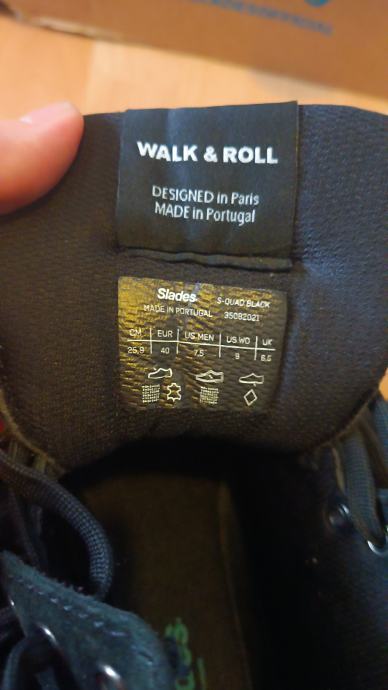 WALK & ROLL
DESIGNED in Paris
MADE in Portugal
Slades S-QUAD BLACK
MADE IN PORTUGAL 35082021
CM EUR US MEN US WO UK
25,9 40 7,5 9 6,5